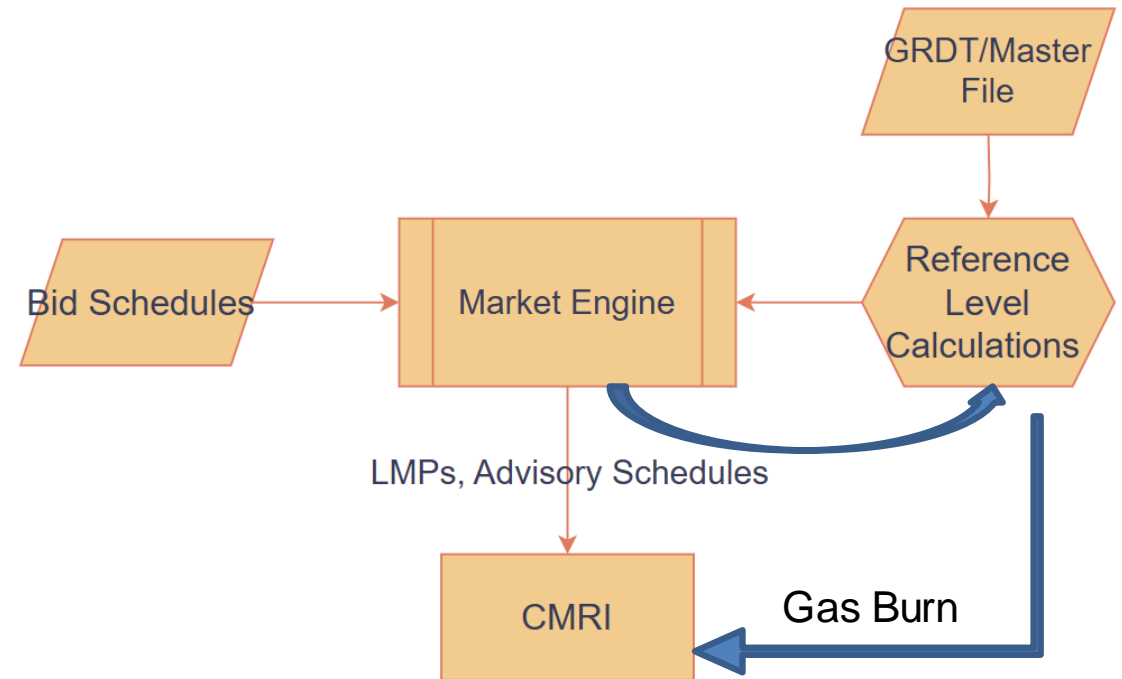 GRDT/Master
File
Bid Schedules
Market Engine
Reference
Level
Calculations
LMPs, Advisory Schedules
CMRI
Gas Burn